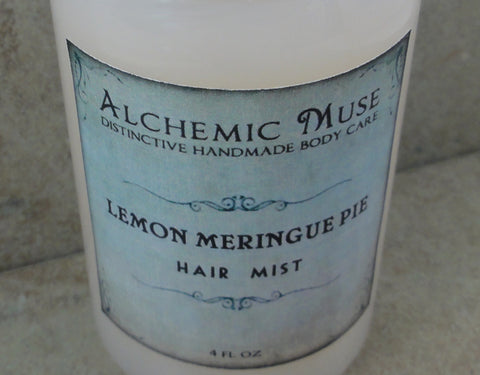 ALCHEMIC MUSE
DISTINCTIVE HANDMADE BODY CARE
LEMON MERINGUE PIE
HAIR MIST
4 FL OZ